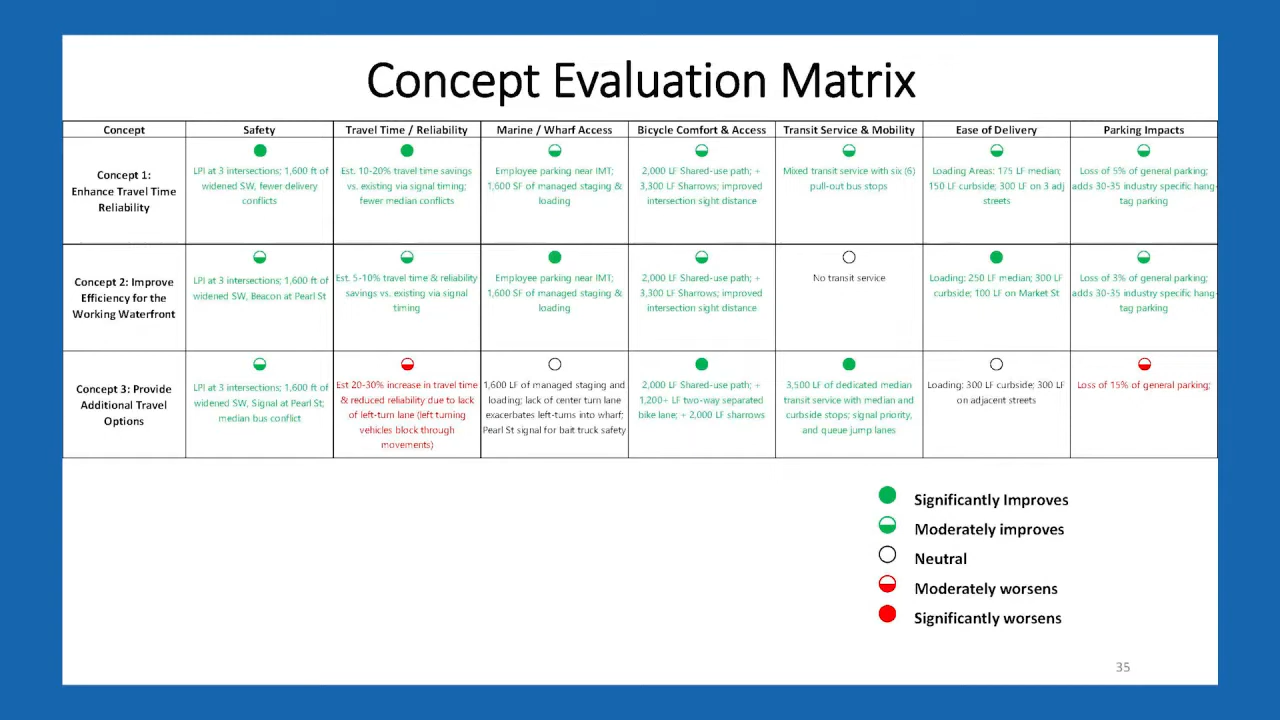 Concept Evaluation Matrix
Concept
Safety
Travel Time / Reliability
Marine / Wharf Access
Bicycle Comfort & Access
Transit Service & Mobility
Ease of Delivery
Parking Impacts
Concept 1:
Enhance Travel Time
Reliability
LPI at 3 intersections; 1,600 ft of
widened SW, fewer delivery
conflicts
Est. 10-20% travel time savings
vs. existing via signal timing;
fewer median conflicts
Employee parking near IMT;
1,600 SF of managed staging &
loading
2,000 LF Shared-use path; +
3,300 LF Sharrows; improved
intersection sight distance
Mixed transit service with six (6)
pull-out bus stops
Loading Areas: 175 LF median;
150 LF curbside; 300 LF on 3 adj
streets
Loss of 5% of general parking;
adds 30-35 industry specific hang-
tag parking
Concept 2: Improve
Efficiency for the
Working Waterfront
LPI at 3 intersections; 1,600 ft of
widened SW, Beacon at Pearl St
Est. 5-10% travel time & reliability
savings vs. existing via signal
timing
Employee parking near IMT;
1,600 SF of managed staging &
loading
2,000 LF Shared-use path; +
3,300 LF Sharrows; improved
intersection sight distance
No transit service
Loading: 250 LF median; 300 LF
curbside; 100 LF on Market St
Loss of 3% of general parking;
adds 30-35 industry specific hang-
tag parking
Concept 3: Provide
Additional Travel
Options
LPI at 3 intersections; 1,600 ft of
widened SW, Signal at Pearl St;
median bus conflict
Est 20-30% increase in travel time
& reduced reliability due to lack
of left-turn lane (left turning
vehicles block through
movements)
1,600 LF of managed staging and
loading; lack of center turn lane
exacerbates left-turns into wharf;
Pearl St signal for bait truck safety
2,000 LF Shared-use path; +
1,200+ LF two-way separated
bike lane; + 2,000 LF sharrows
3,500 LF of dedicated median
transit service with median and
curbside stops; signal priority,
and queue jump lanes
Loading: 300 LF curbside; 300 LF
on adjacent streets
Loss of 15% of general parking;
Significantly Improves
Moderately improves
Neutral
Moderately worsens
Significantly worsens
35